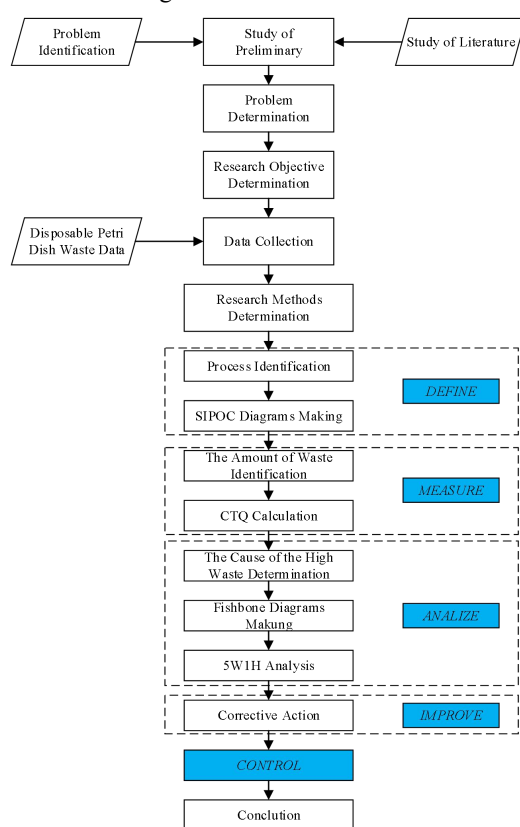 Problem
Identification
Study of
Preliminary
Study of Literature
Problem
Determination
Research Objective
Determination
Disposable Petri
Dish Waste Data
Data Collection
Research Methods
Determination
Process Identification
DEFINE
SIPOC Diagrams Making
The Amount of Waste
Identification
MEASURE
CTQ Calculation
The Cause of the High
Waste Determination
Fishbone Diagrams
Makung
ANALIZE
5W1H Analysis
Corrective Action
IMPROVE
CONTROL
Conclution